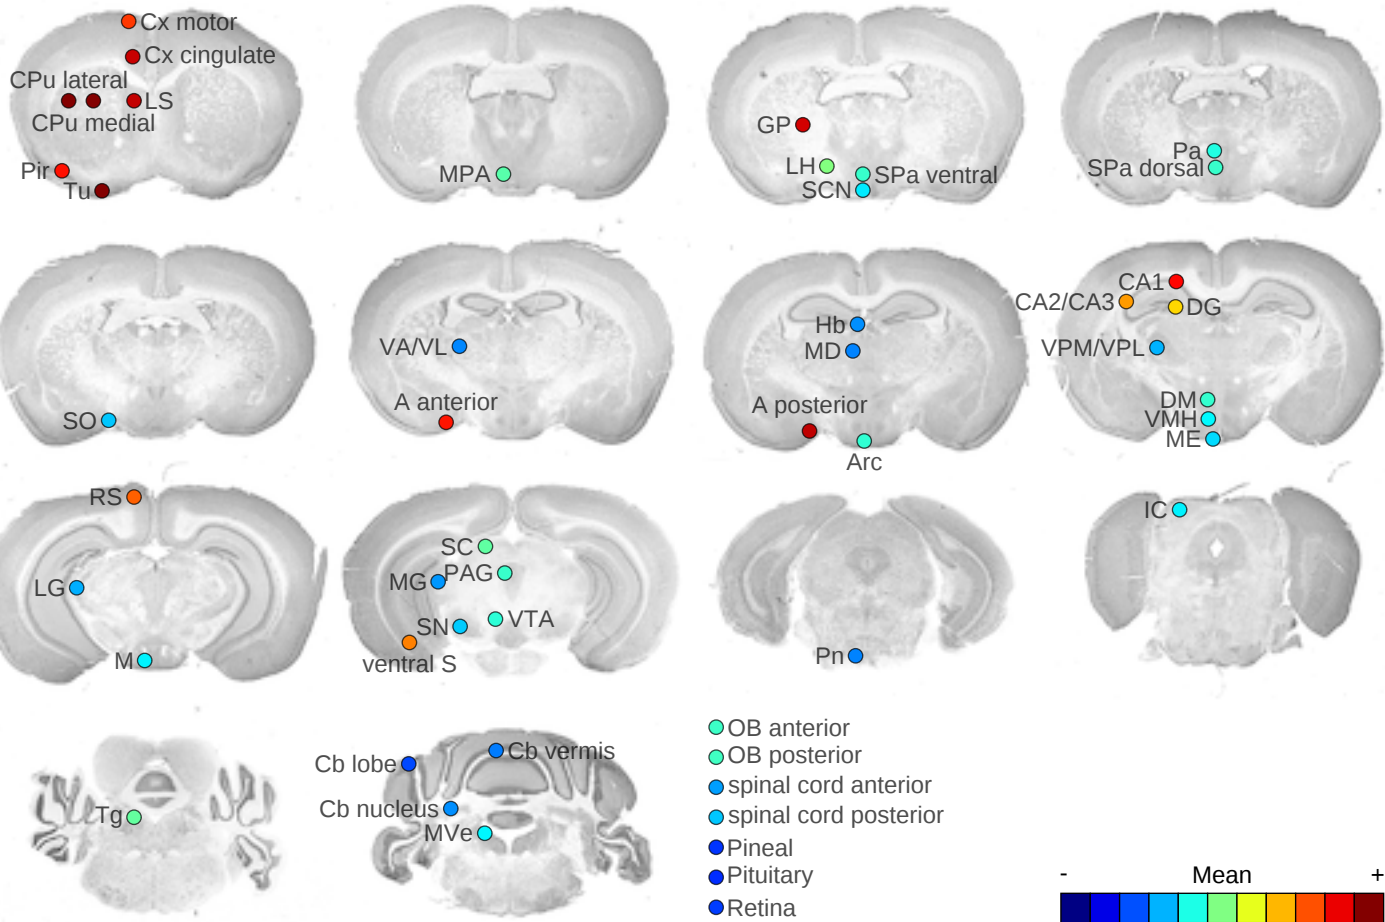 Cx motor
Cx cingulate
CPu lateral
LS
CPu medial
Pir
Tu
MPA
GP
LH
SPa ventral
SCN
Pa
SPa dorsal
SO
VA/VL
A anterior
Hb
MD
A posterior
Arc
CA1
CA2/CA3
DG
VPM/VPL
DM
VMH
ME
RS
LG
M
SC
PAG
MG
VTA
SN
ventral S
Pn
IC
Tg
Cb lobe
Cb vermis
Cb nucleus
MVe
OB anterior
OB posterior
spinal cord anterior
spinal cord posterior
Pineal
Pituitary
Retina
- Mean +